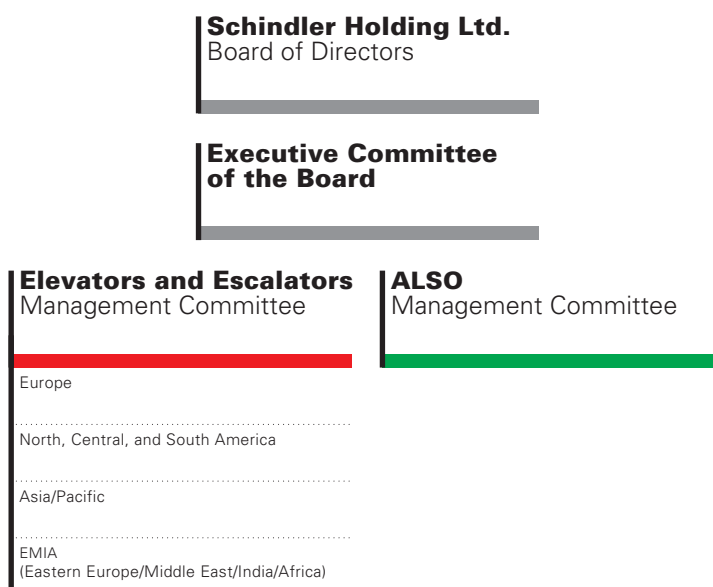 Schindler Holding Ltd.
Board of Directors
Executive Committee
of the Board
Elevators and Escalators
Management Committee
Europe
North, Central, and South America
Asia/Pacific
EMIA
(Eastern Europe/Middle East/India/Africa)
ALSO
Management Committee